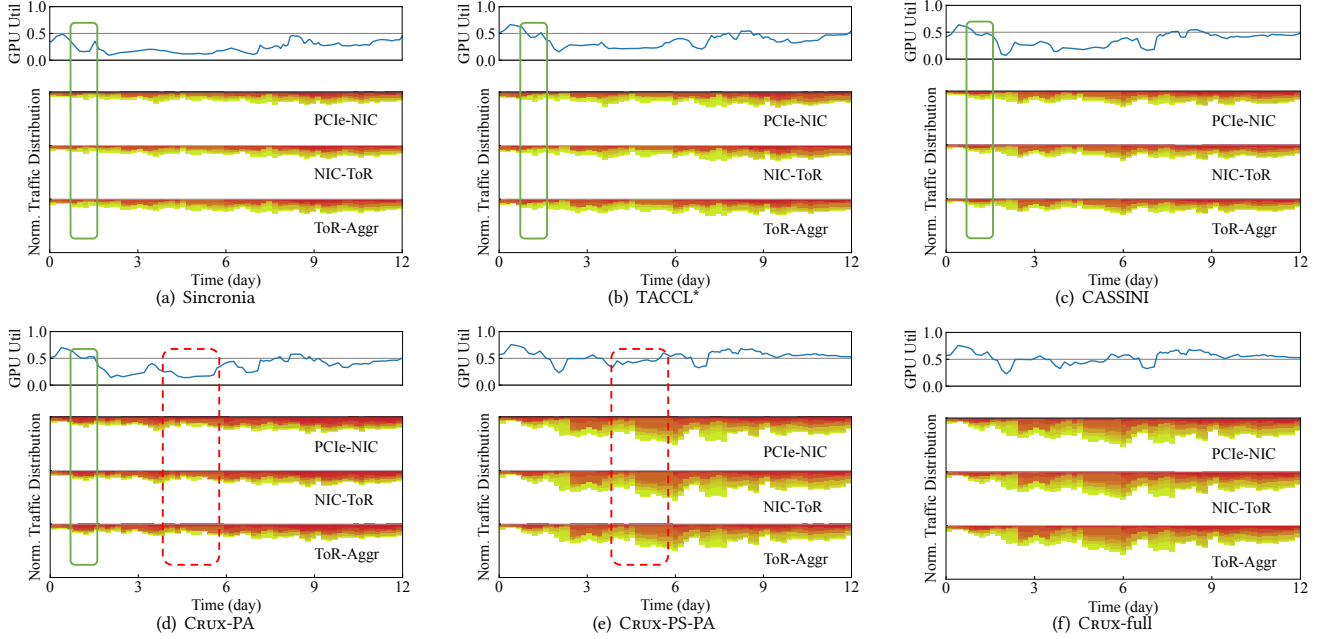 GPU Util
1.0
0.5
0.0
Norm. Traffic Distribution
PCIe-NIC
NIC-ToR
ToR-Aggr
0 3 6 9 12
Time (day)
(a) Sincronia
GPU Util
1.0
0.5
0.0
Norm. Traffic Distribution
PCIe-NIC
NIC-ToR
ToR-Aggr
0 3 6 9 12
Time (day)
(b) TACCL*
GPU Util
1.0
0.5
0.0
Norm. Traffic Distribution
PCIe-NIC
NIC-ToR
ToR-Aggr
0 3 6 9 12
Time (day)
(c) CASSINI
GPU Util
1.0
0.5
0.0
Norm. Traffic Distribution
PCIe-NIC
NIC-ToR
ToR-Aggr
0 3 6 9 12
Time (day)
(d) CRUX-PA
GPU Util
1.0
0.5
0.0
Norm. Traffic Distribution
PCIe-NIC
NIC-ToR
ToR-Aggr
0 3 6 9 12
Time (day)
(e) CRUX-PS-PA
GPU Util
1.0
0.5
0.0
Norm. Traffic Distribution
PCIe-NIC
NIC-ToR
ToR-Aggr
0 3 6 9 12
Time (day)
(f) CRUX-full